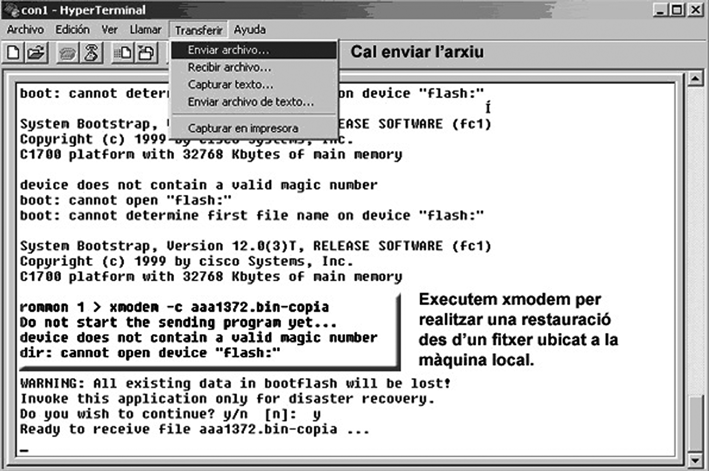 con1 - HyperTerminal
Archivo Edición Ver Llamar Transferir Ayuda
Enviar archivo...
Recibir archivo...
Capturar texto...
Enviar archivo de texto...
Capturar en impresora
Cal enviar l'arxiu
boot: cannot deter on device "flash:"
System Bootstrap, EASE SOFTWARE (fc1)
Copyright (c) 1999 Inc.
C1700 platform with 32768 Kbytes of main memory
device does not contain a valid magic number
boot: cannot open "flash:"
boot: cannot determine first file name on device "flash:"
System Bootstrap, Version 12.0(3)T, RELEASE SOFTWARE (fc1)
Copyright (c) 1999 by cisco Systems, Inc.
C1700 platform with 32768 Kbytes of main memory
rommon 1 > xmodem -c aaa1372.bin-copia
Do not start the sending program yet...
device does not contain a valid magic number
dir: cannot open device "flash:"
Executem xmodem per
realitzar una restauració
des d'un fitxer ubicat a la
màquina local.
WARNING: All existing data in bootflash will be lost!
Invoke this application only for disaster recovery.
Do you wish to continue? y/n [n]: y
Ready to receive file aaa1372.bin-copia ...